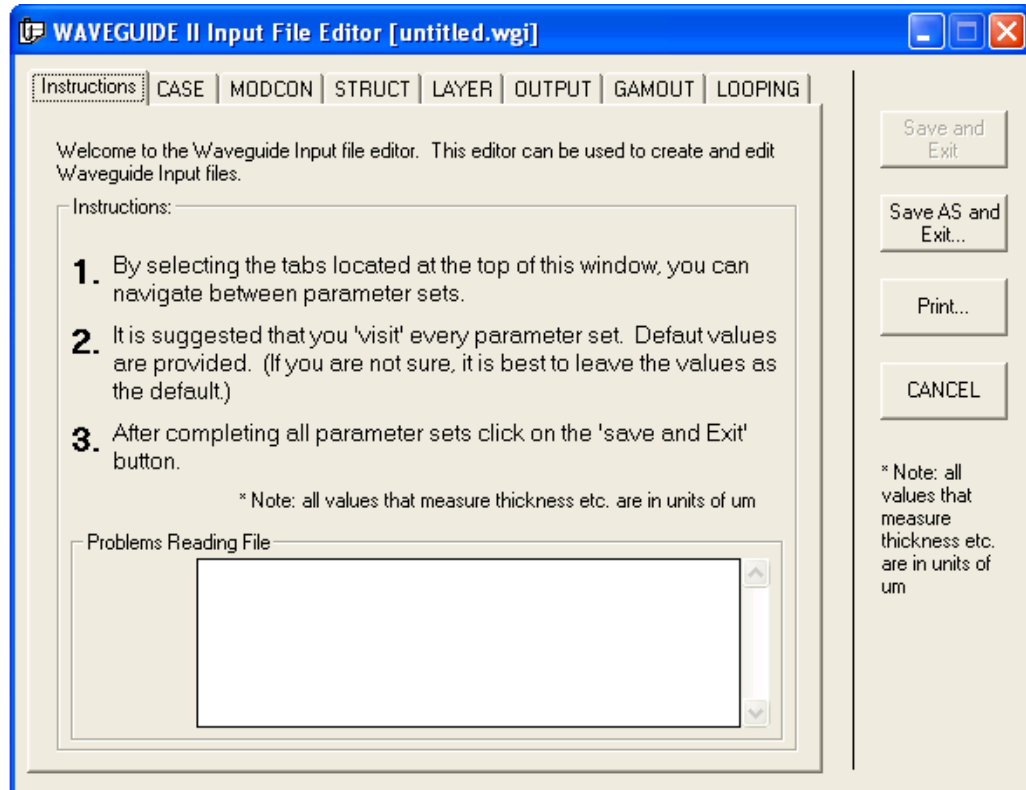 WAVEGUIDE II Input File Editor [untitled.wgi]
Instructions CASE MODCON STRUCT LAYER OUTPUT GAMOUT LOOPING
Welcome to the Waveguide Input file editor. This editor can be used to create and edit
Waveguide Input files.
Instructions:
1. By selecting the tabs located at the top of this window, you can
navigate between parameter sets.
2. It is suggested that you 'visit' every parameter set. Defaut values
are provided. (If you are not sure, it is best to leave the values as
the default.)
3. After completing all parameter sets click on the 'save and Exit'
button.
* Note: all values that measure thickness etc. are in units of um
Problems Reading File
Save and
Exit
Save AS and
Exit...
Print...
CANCEL
* Note: all
values that
measure
thickness etc.
are in units of
um